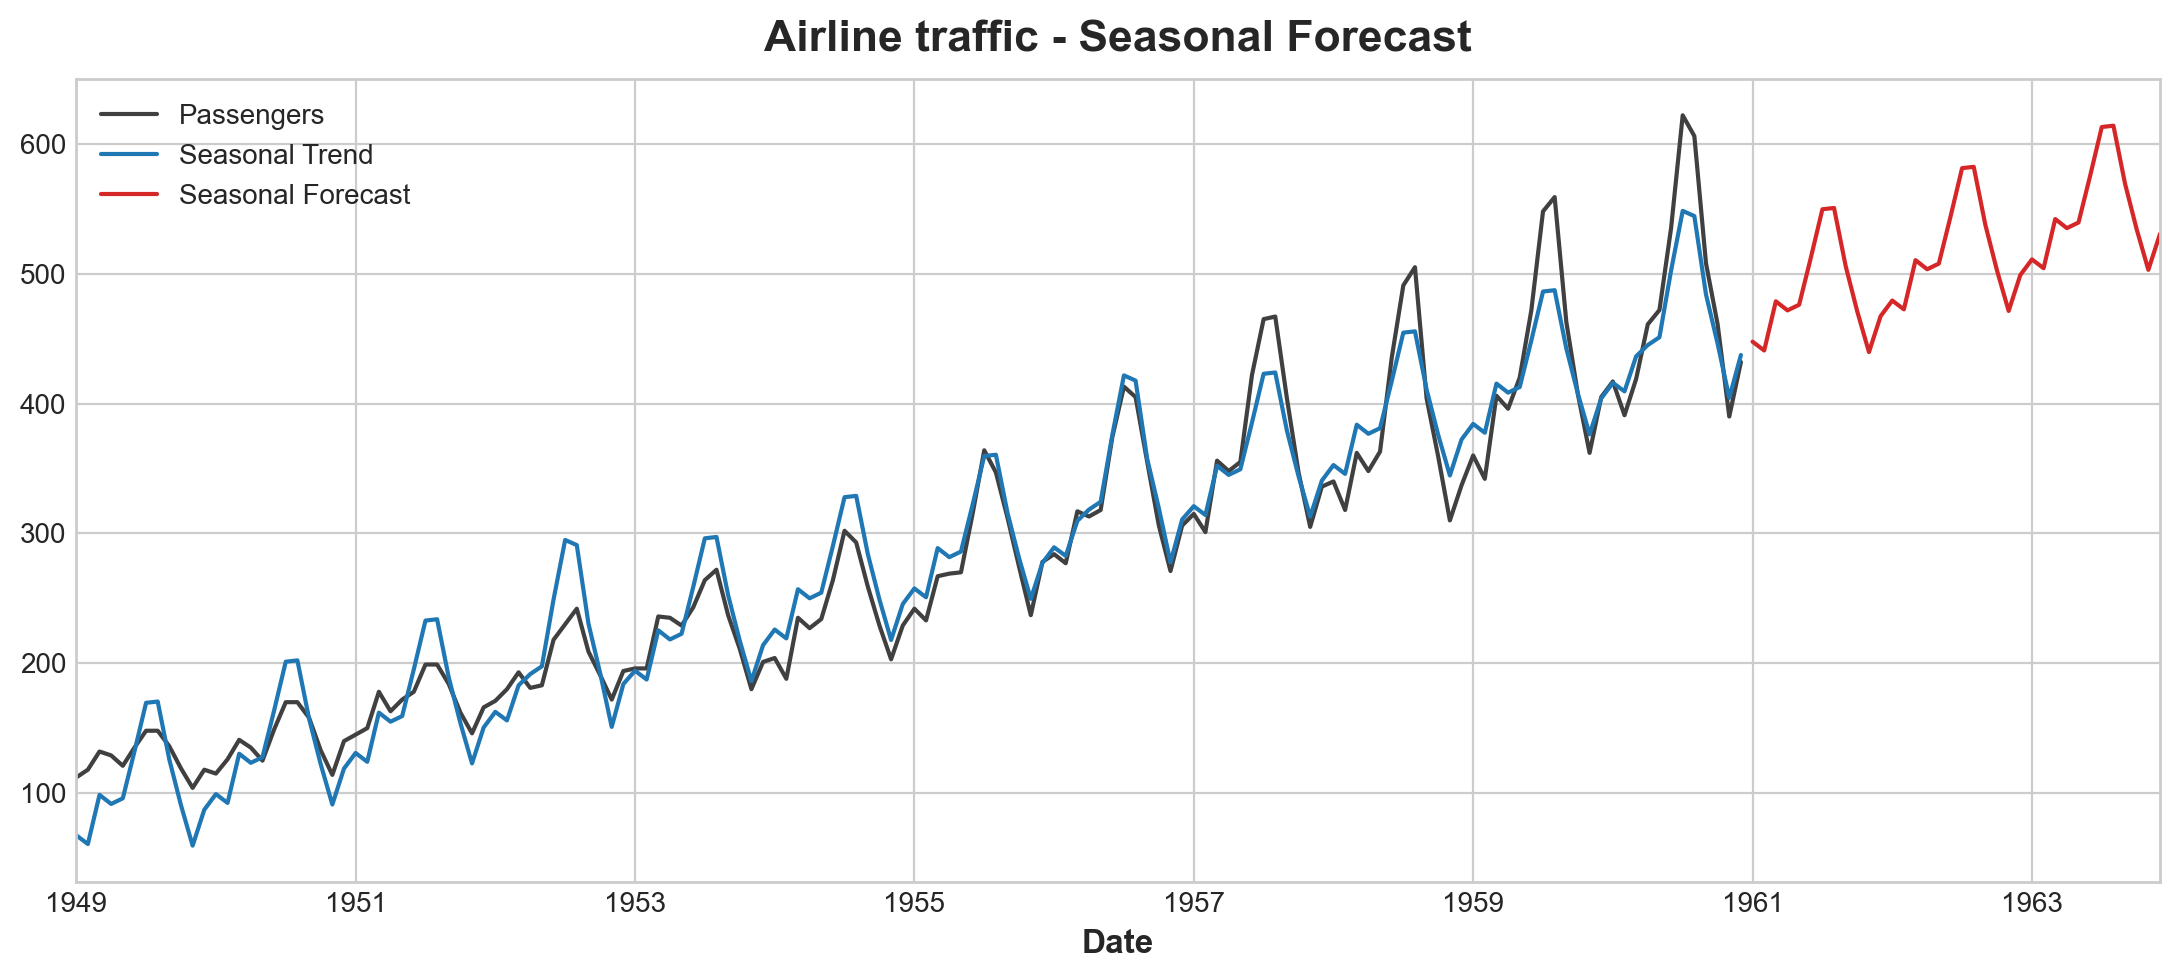 Airline traffic - Seasonal Forecast
Passengers
Seasonal Trend
Seasonal Forecast
600
500
400
300
200
100
1949 1951 1953 1955 1957 1959 1961 1963
Date